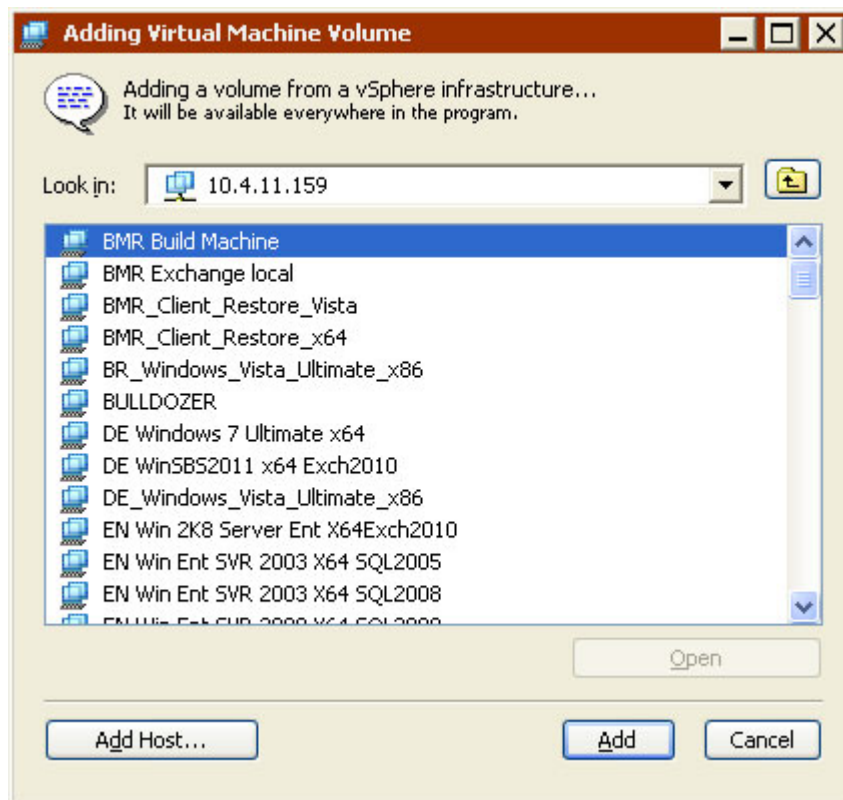 Adding Virtual Machine Volume
Adding a volume from a vSphere infrastructure...
It will be available everywhere in the program.
Look in: 10.4.11.159
BMR Build Machine
BMR Exchange local
BMR_Client_Restore_Vista
BMR_Client_Restore_x64
BR_Windows_Vista_Ultimate_x86
BULLDOZER
DE Windows 7 Ultimate x64
DE WinSBS2011 x64 Exch2010
DE_Windows_Vista_Ultimate_x86
EN Win 2K8 Server Ent X64Exch2010
EN Win Ent SVR 2003 X64 SQL2005
EN Win Ent SVR 2003 X64 SQL2008
Open
Add Host... Add Cancel